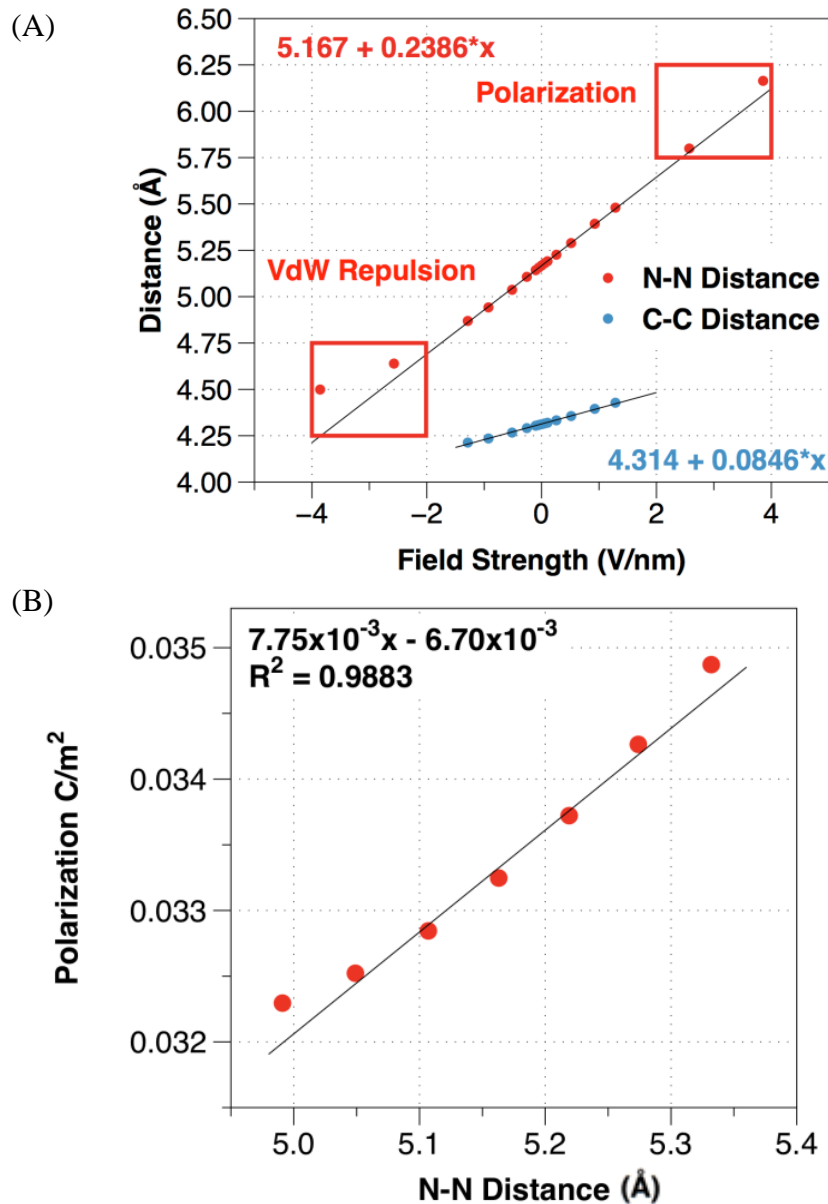 (A)
6.50
5.167 + 0.2386*x
6.25
Polarization
6.00
5.75
5.50
VdW Repulsion
5.25
N-N Distance
5.00
C-C Distance
4.75
4.50
4.25
4.314 + 0.0846*x
4.00
Distance (Å)
−4 −2 0 2 4
Field Strength (V/nm)
(B)
7.75x10⁻³x - 6.70x10⁻³
0.035
R² = 0.9883
0.034
0.033
0.032
Polarization C/m²
5.0 5.1 5.2 5.3 5.4
N-N Distance (Å)